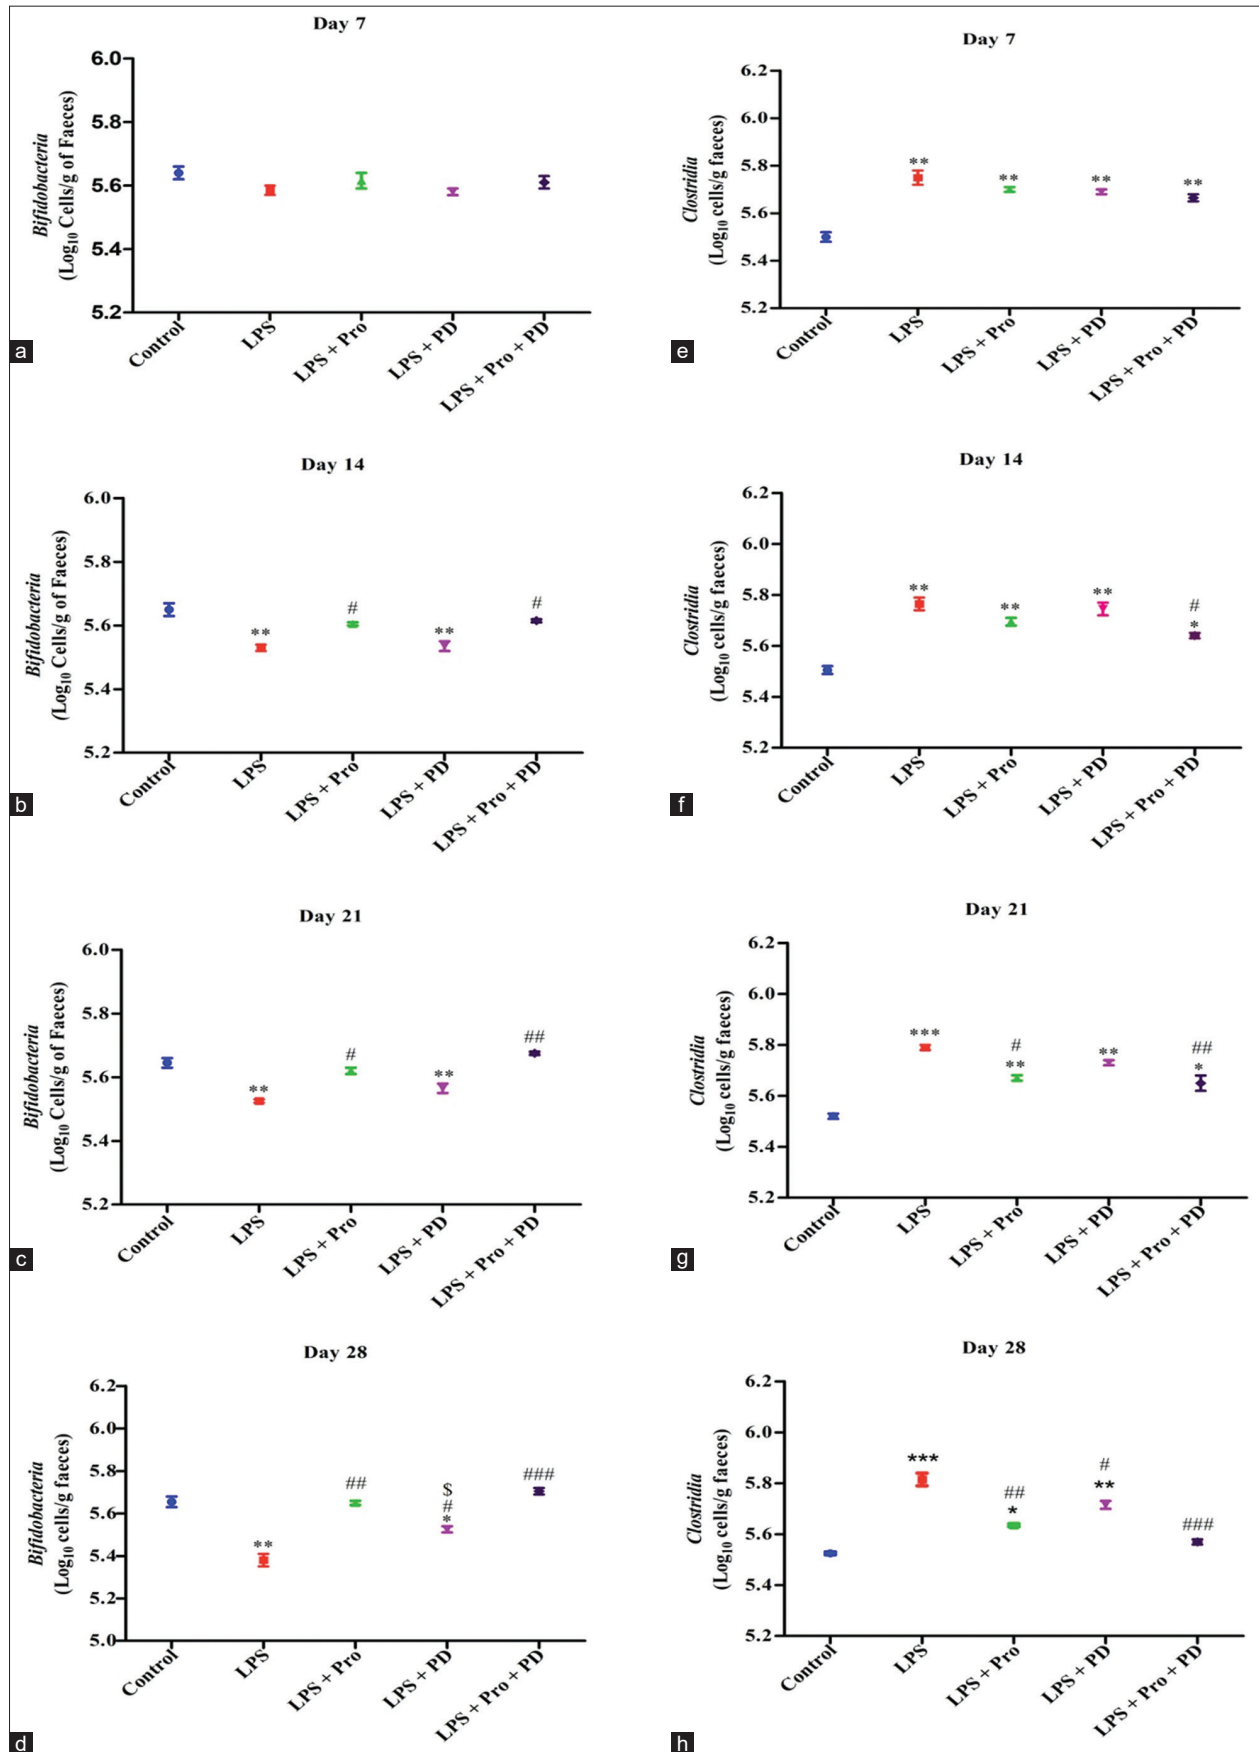 Day 7
Bifidobacteria
(Log10 Cells/g of Faeces)
6.0
5.8
5.6
5.4
5.2
Control
LPS
LPS + Pro
LPS + PD
LPS + Pro + PD
a
Day 7
Clostridia
(Log10 cells/g faeces)
6.2
6.0
5.8
5.6
5.4
5.2
**
**
**
**
Control
LPS
LPS + Pro
LPS + PD
LPS + Pro + PD
e
Day 14
Bifidobacteria
(Log10 Cells/g of Faeces)
6.0
5.8
5.6
5.4
5.2
**
#
**
#
Control
LPS
LPS + Pro
LPS + PD
LPS + Pro + PD
b
Day 14
Clostridia
(Log10 cells/g faeces)
6.2
6.0
5.8
5.6
5.4
5.2
**
**
**
#
*
Control
LPS
LPS + Pro
LPS + PD
LPS + Pro + PD
f
Day 21
Bifidobacteria
(Log10 Cells/g of Faeces)
6.0
5.8
5.6
5.4
5.2
**
#
**
##
Control
LPS
LPS + Pro
LPS + PD
LPS + Pro + PD
c
Day 21
Clostridia
(Log10 cells/g faeces)
6.2
6.0
5.8
5.6
5.4
5.2
***
#
**
**
##
*
Control
LPS
LPS + Pro
LPS + PD
LPS + Pro + PD
g
Day 28
Bifidobacteria
(Log10 cells/g faeces)
6.2
6.0
5.8
5.6
5.4
5.2
5.0
**
##
$
#
*
###
Control
LPS
LPS + Pro
LPS + PD
LPS + Pro + PD
d
Day 28
Clostridia
(Log10 cells/g faeces)
6.2
6.0
5.8
5.6
5.4
5.2
***
##
*
#
**
###
Control
LPS
LPS + Pro
LPS + PD
LPS + Pro + PD
h